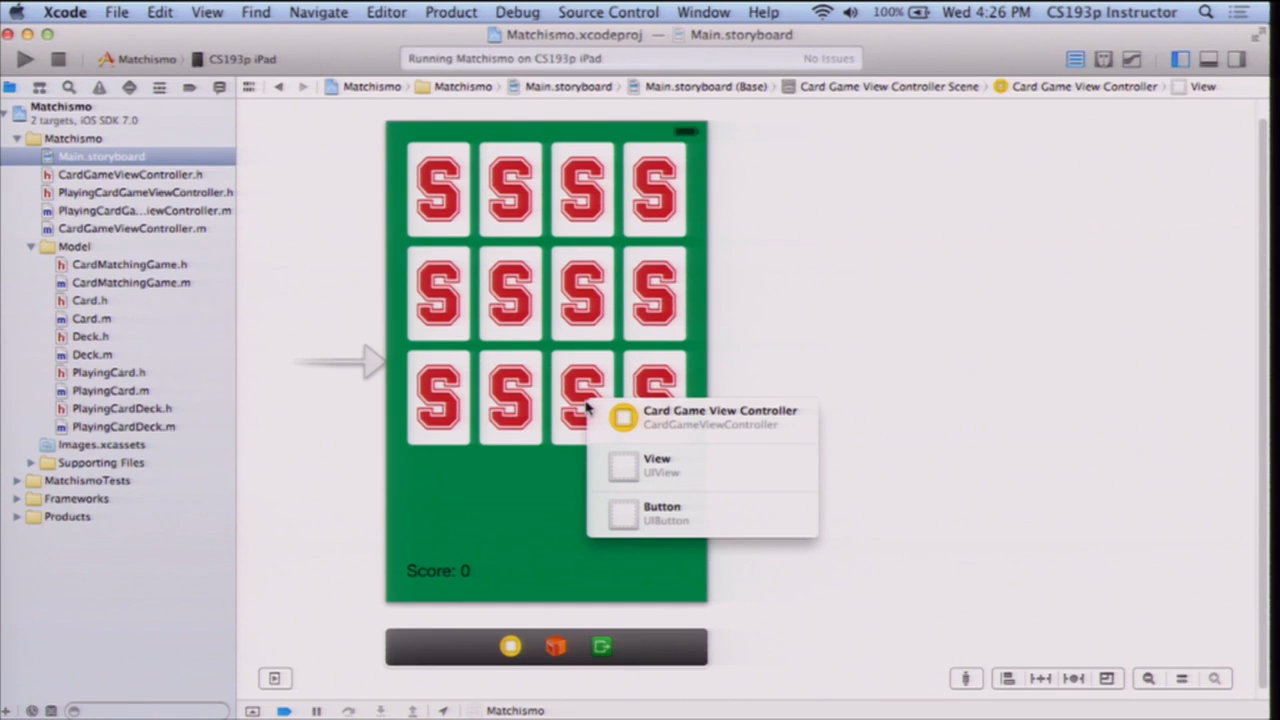 Xcode File Edit View Find Navigate Editor Product Debug Source Control Window Help 100% Wed 4:26 PM CS193p Instructor
Matchismo.xcodeproj — Main.storyboard
Matchismo CS193p iPad Running Matchismo on CS193p iPad No Issues
Matchismo Matchismo Main.storyboard Main.storyboard (Base) Card Game View Controller Scene Card Game View Controller View
Matchismo
2 targets, iOS SDK 7.0
Matchismo
Main.storyboard
CardGameViewController.h
PlayingCardGameViewController.h
PlayingCardGa...iewController.m
CardGameViewController.m
Model
CardMatchingGame.h
CardMatchingGame.m
Card.h
Card.m
Deck.h
Deck.m
PlayingCard.h
PlayingCard.m
PlayingCardDeck.h
PlayingCardDeck.m
Images.xcassets
Supporting Files
MatchismoTests
Frameworks
Products
S S S S
S S S S
S S S S
Card Game View Controller
CardGameViewController
View
UIView
Button
UIButton
Score: 0
Matchismo